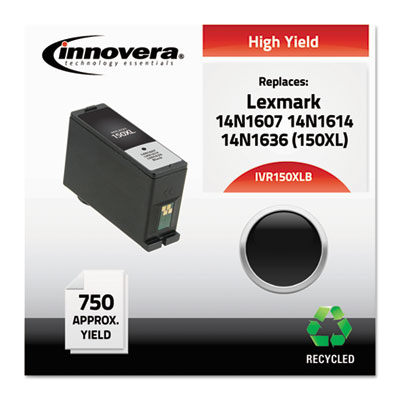 innovera
technology essentials
High Yield
Replaces:
Lexmark
14N1607 14N1614
14N1636 (150XL)
IVR150XLB
150XL
750
APPROX.
YIELD
RECYCLED